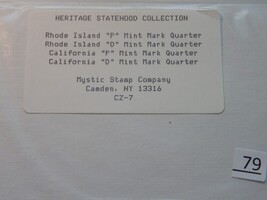 HERITAGE STATEHOOD COLLECTION
Rhode Island "P" Mint Mark Quarter
Rhode Island "D" Mint Mark Quarter
California "P" Mint Mark Quarter
California "D" Mint Mark Quarter
Mystic Stamp Company
Camden, NY 13316
CZ-7
79